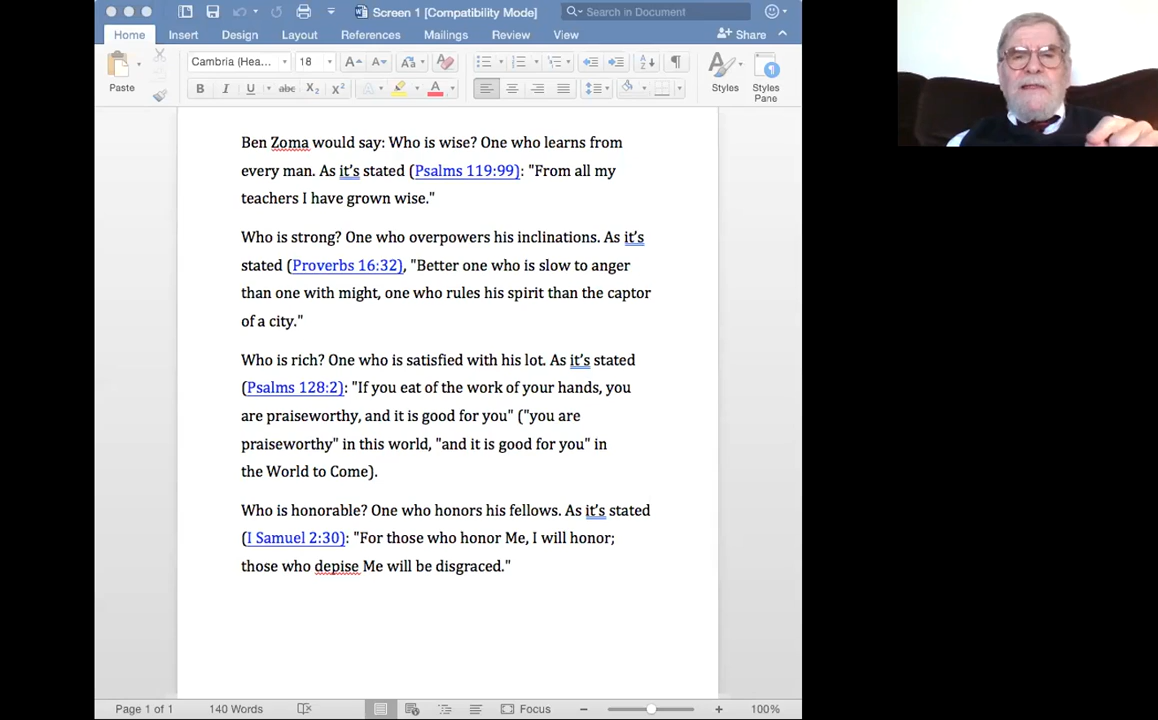 Screen 1 [Compatibility Mode]
Search in Document
Home Insert Design Layout References Mailings Review View Share
Cambria (Hea... 18
Paste
Styles
Styles Pane
Ben Zoma would say: Who is wise? One who learns from
every man. As it's stated (Psalms 119:99): "From all my
teachers I have grown wise."
Who is strong? One who overpowers his inclinations. As it's
stated (Proverbs 16:32), "Better one who is slow to anger
than one with might, one who rules his spirit than the captor
of a city."
Who is rich? One who is satisfied with his lot. As it's stated
(Psalms 128:2): "If you eat of the work of your hands, you
are praiseworthy, and it is good for you" ("you are
praiseworthy" in this world, "and it is good for you" in
the World to Come).
Who is honorable? One who honors his fellows. As it's stated
(I Samuel 2:30): "For those who honor Me, I will honor;
those who depise Me will be disgraced."
Page 1 of 1 140 Words Focus 100%